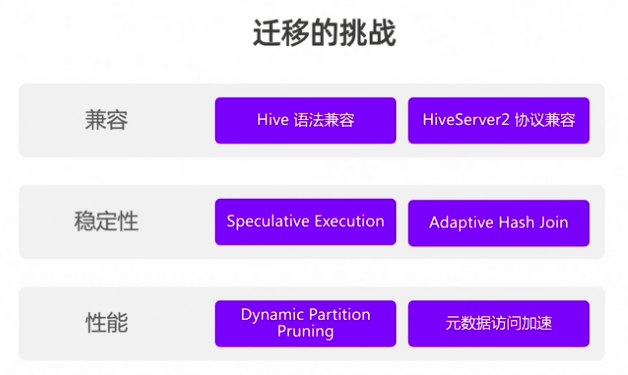 迁移的挑战
兼容
Hive 语法兼容
HiveServer2 协议兼容
稳定性
Speculative Execution
Adaptive Hash Join
性能
Dynamic Partition
Pruning
元数据访问加速